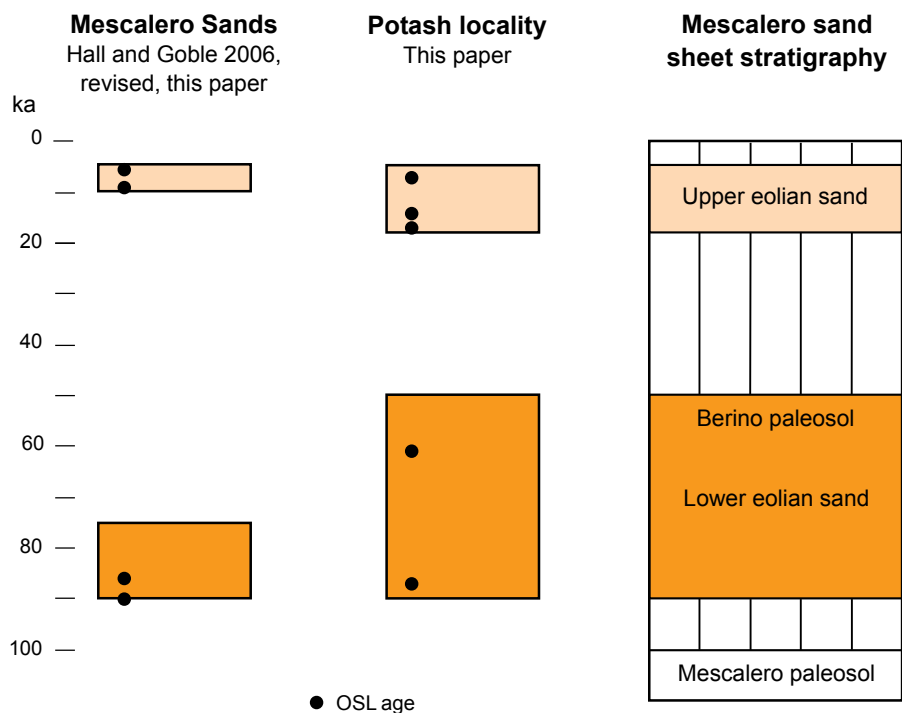 Mescalero Sands
Hall and Goble 2006,
revised, this paper
Potash locality
This paper
Mescalero sand
sheet stratigraphy
ka
0
20
40
60
80
100
Upper eolian sand
Berino paleosol
Lower eolian sand
Mescalero paleosol
OSL age